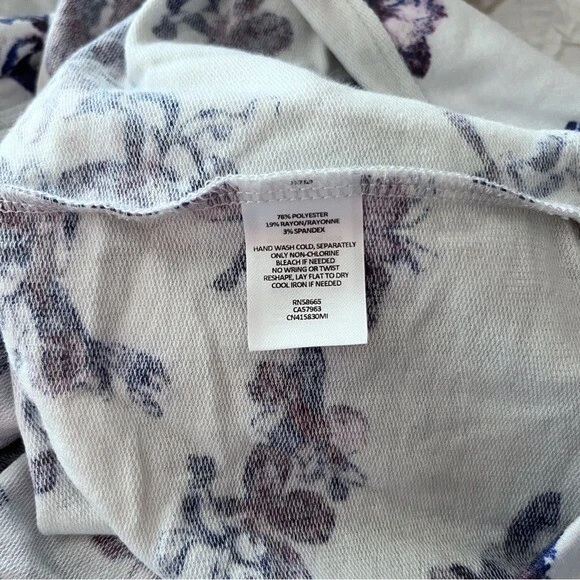 78% POLYESTER
19% RAYON/RAYONNE
3% SPANDEX
HAND WASH COLD, SEPARATELY
ONLY NON-CHLORINE
BLEACH IF NEEDED
NO WRING OR TWIST
RESHAPE, LAY FLAT TO DRY
COOL IRON IF NEEDED
RN58665
CA57963
CN415830MI